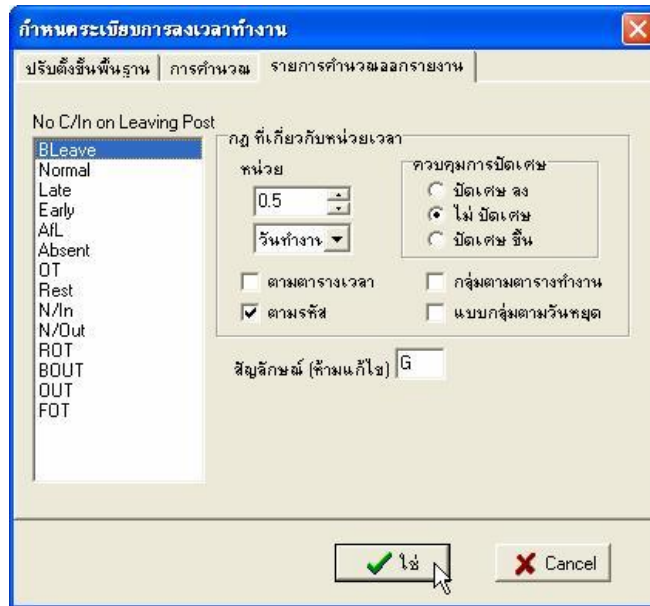 กำหนดระเบียบการลงเวลาทำงาน
ปรับตั้งขั้นพื้นฐาน การคำนวณ รายการคำนวณออกรายงาน
No C/In on Leaving Post
BLeave
Normal
Late
Early
AfL
Absent
OT
Rest
N/In
N/Out
ROT
BOUT
OUT
FOT
กฎ ที่เกี่ยวกับหน่วยเวลา
หน่วย
0.5
วันทำงาน
ควบคุมการปัดเศษ
ปัดเศษ ลง
ไม่ ปัดเศษ
ปัดเศษ ขึ้น
ตามตารางเวลา
กลุ่มตามตารางทำงาน
ตามรหัส
แบบกลุ่มตามวันหยุด
สัญลักษณ์ (ห้ามแก้ไข) G
ใช่ Cancel